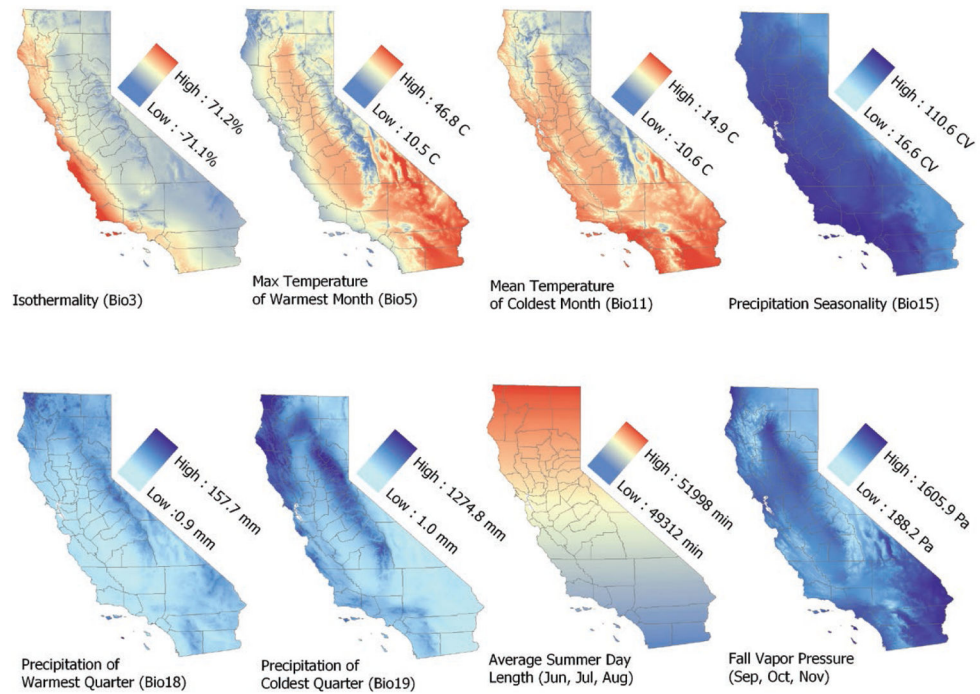 High : 71.2%
Low : -71.1%
Isothermality (Bio3)
High : 46.8 C
Low : 10.5 C
Max Temperature
of Warmest Month (Bio5)
High : 14.9 C
Low : -10.6 C
Mean Temperature
of Coldest Month (Bio11)
High : 110.6 CV
Low : 16.6 CV
Precipitation Seasonality (Bio15)
High : 157.7 mm
Low :0.9 mm
Precipitation of
Warmest Quarter (Bio18)
High : 1274.8 mm
Low : 1.0 mm
Precipitation of
Coldest Quarter (Bio19)
High : 51998 min
Low : 49312 min
Average Summer Day
Length (Jun, Jul, Aug)
High : 1605.9 Pa
Low : 188.2 Pa
Fall Vapor Pressure
(Sep, Oct, Nov)